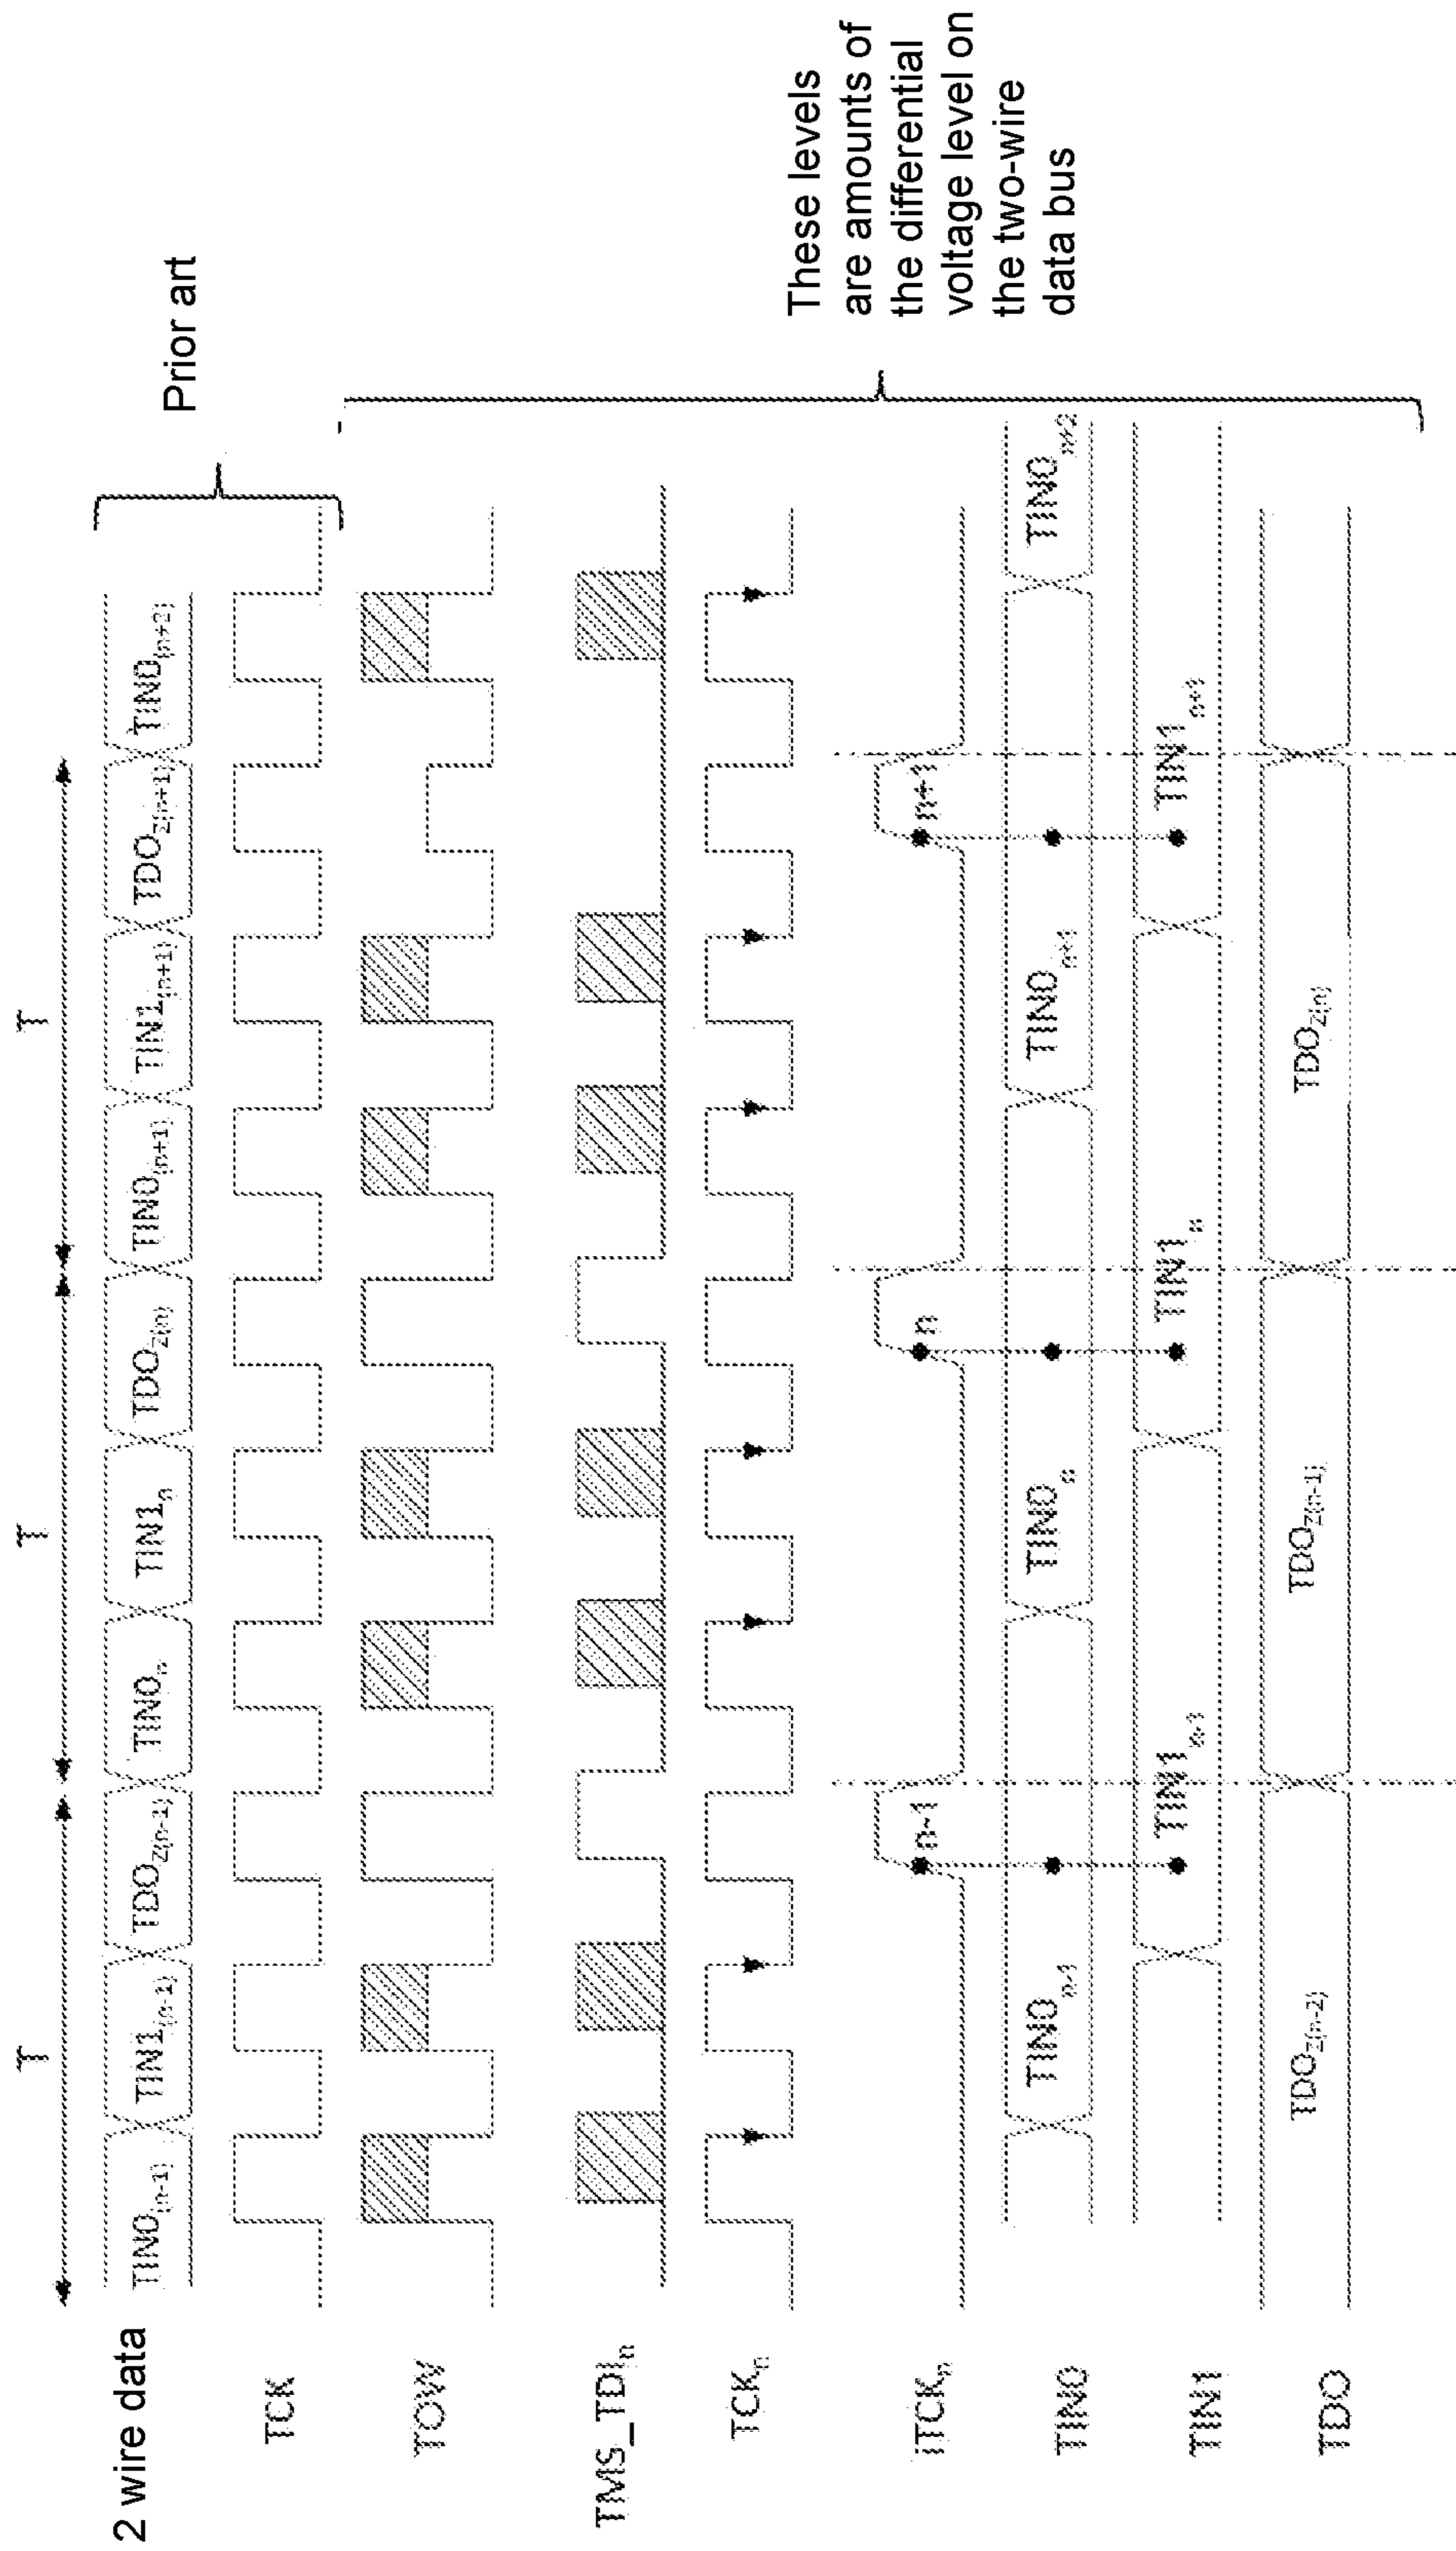 T T T
2 wire data TIN0(n-1) TIN1(n-1) TDOZ(n-1) TIN0n TIN1n TDOZ(n) TIN0(n+1) TIN1(n+1) TDOZ(n+1) TIN0(n+2)
Prior art
TCK
TOW
TMS_TDIn
TCKn
These levels
are amounts of
the differential
voltage level on
the two-wire
data bus
iTCKn n-1 n n+1
TIN0 TIN0n-1 TIN0n TIN0n+1 TIN0n+2
TIN1 TIN1n-1 TIN1n TIN1n+1
TDO TDOZ(n-2) TDOZ(n-1) TDOZ(n)